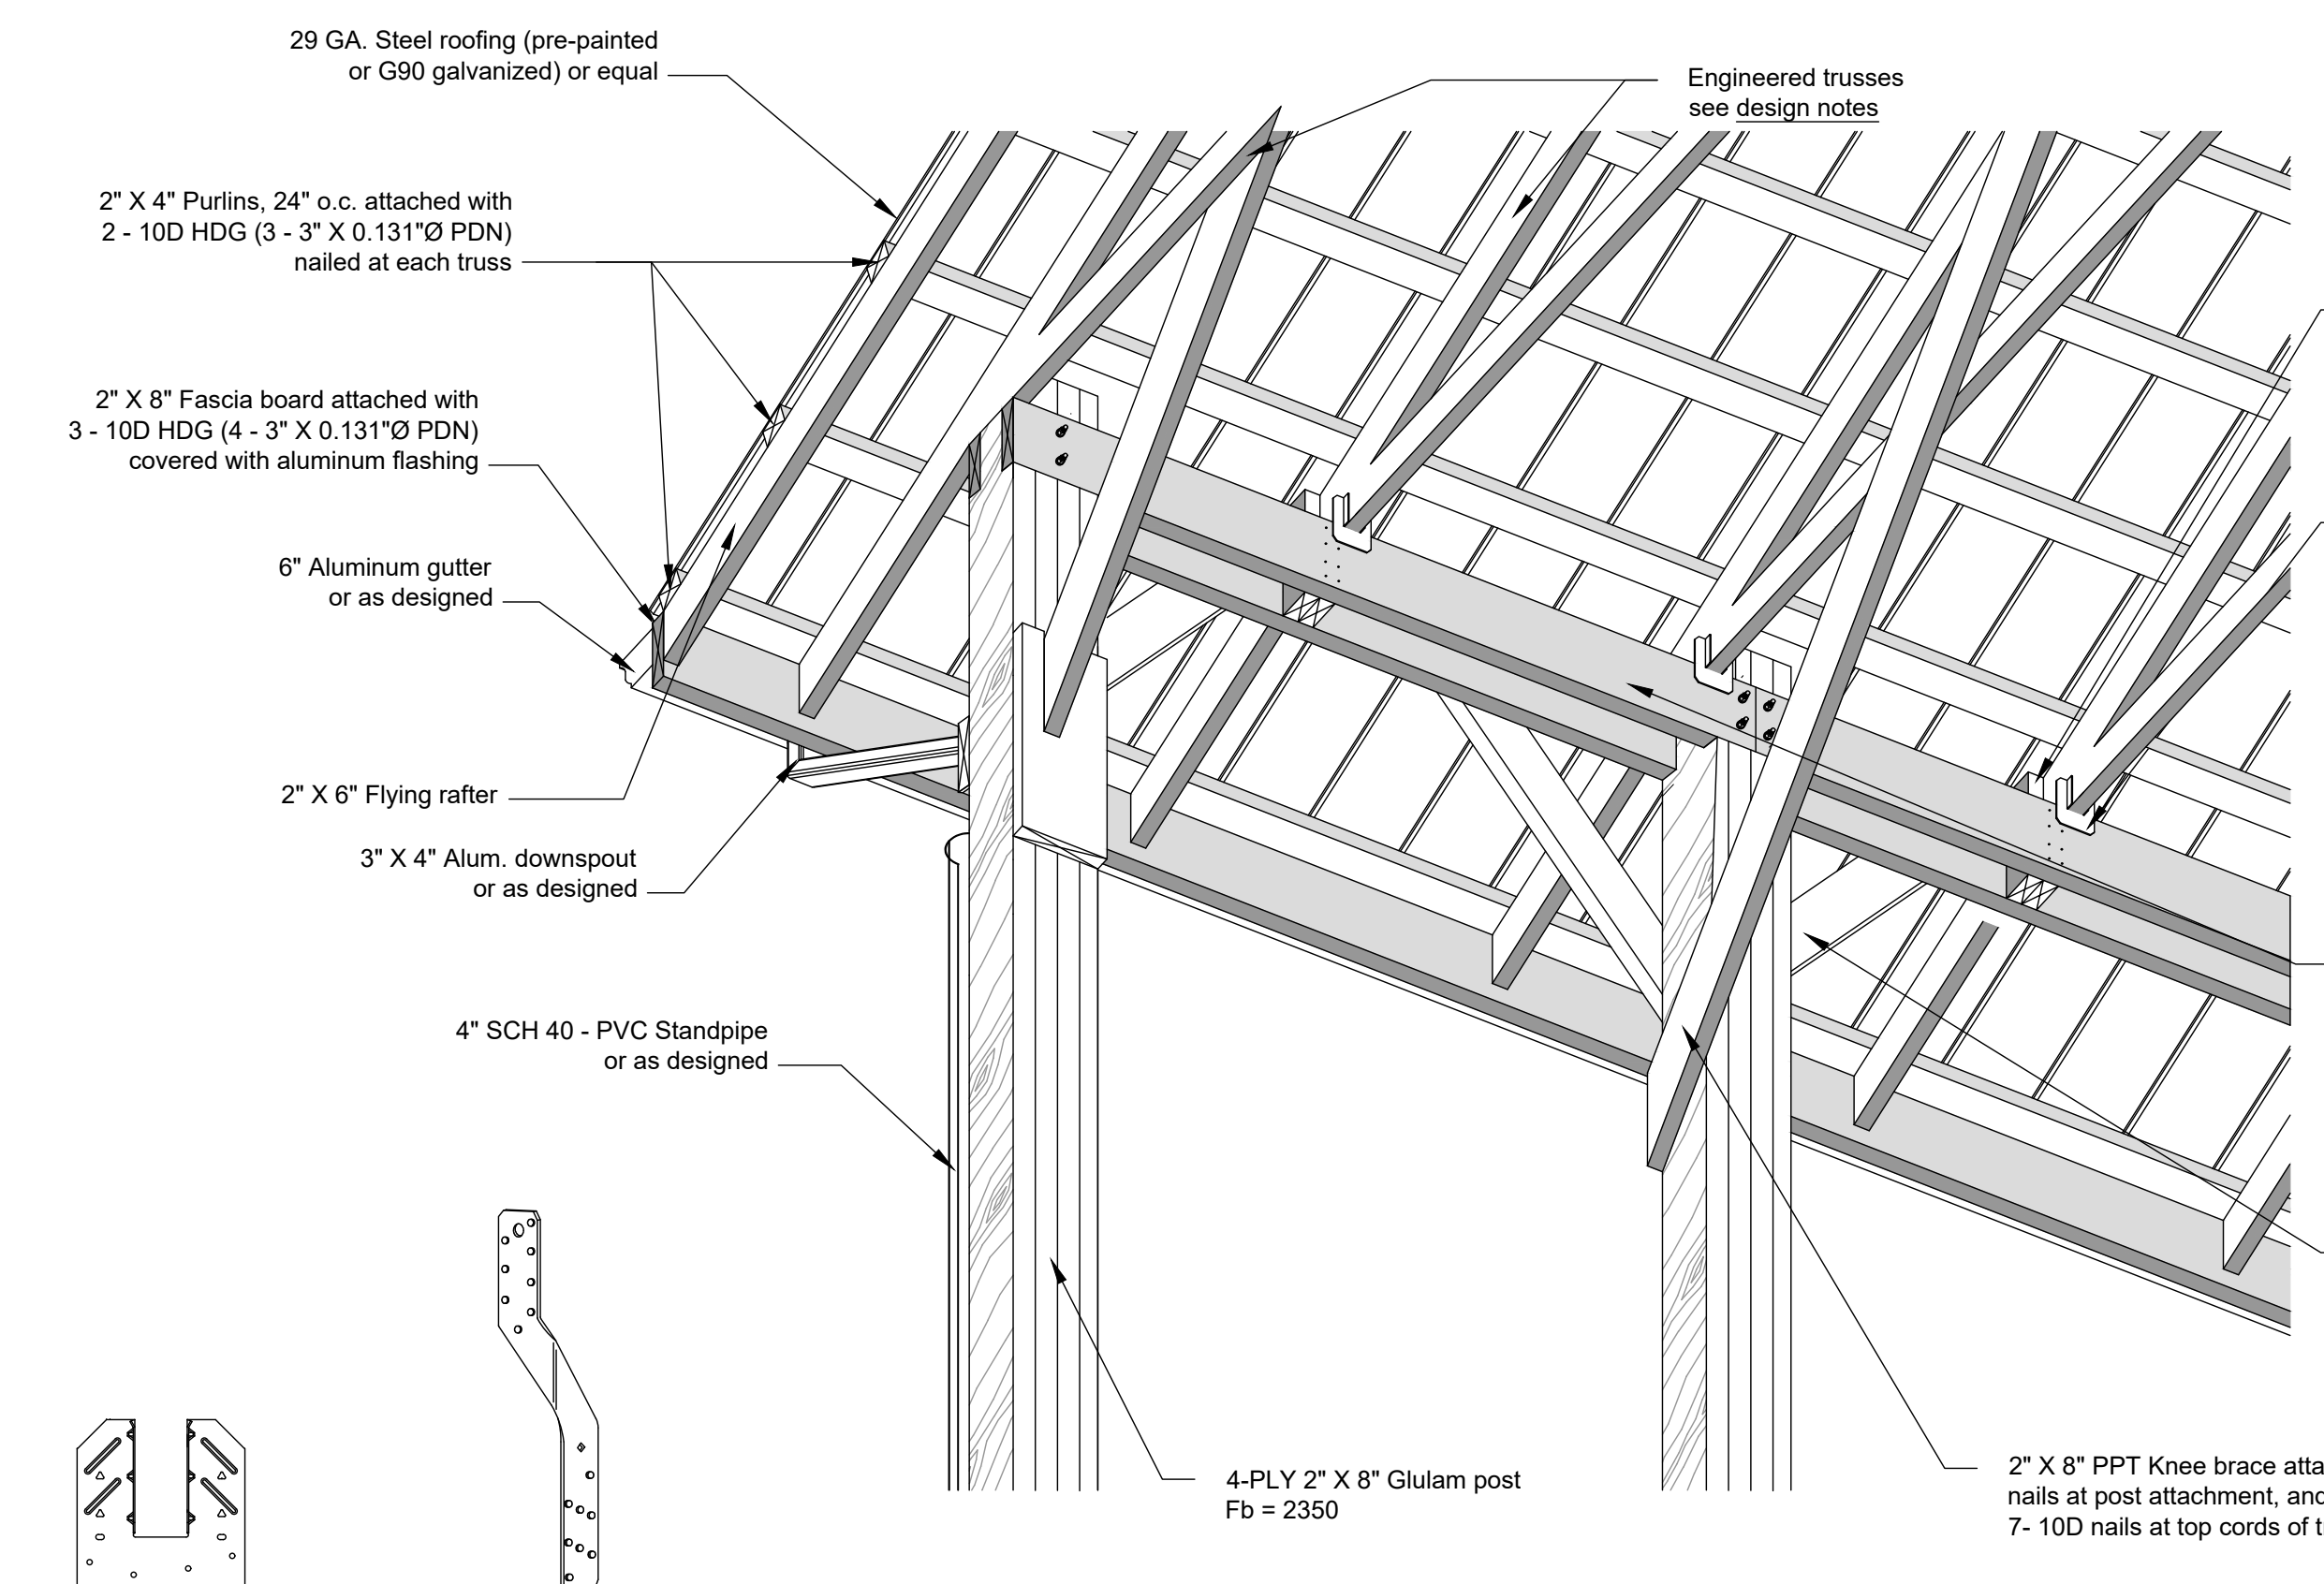 29 GA. Steel roofing (pre-painted
or G90 galvanized) or equal
Engineered trusses
see design notes
2" X 4" Purlins, 24" o.c. attached with
2 - 10D HDG (3 - 3" X 0.131"Ø PDN)
nailed at each truss
2" X 8" Fascia board attached with
3 - 10D HDG (4 - 3" X 0.131"Ø PDN)
covered with aluminum flashing
6" Aluminum gutter
or as designed
2" X 6" Flying rafter
3" X 4" Alum. downspout
or as designed
4" SCH 40 - PVC Standpipe
or as designed
4-PLY 2" X 8" Glulam post
Fb = 2350
2" X 8" PPT Knee brace atta
nails at post attachment, and
7- 10D nails at top cords of t